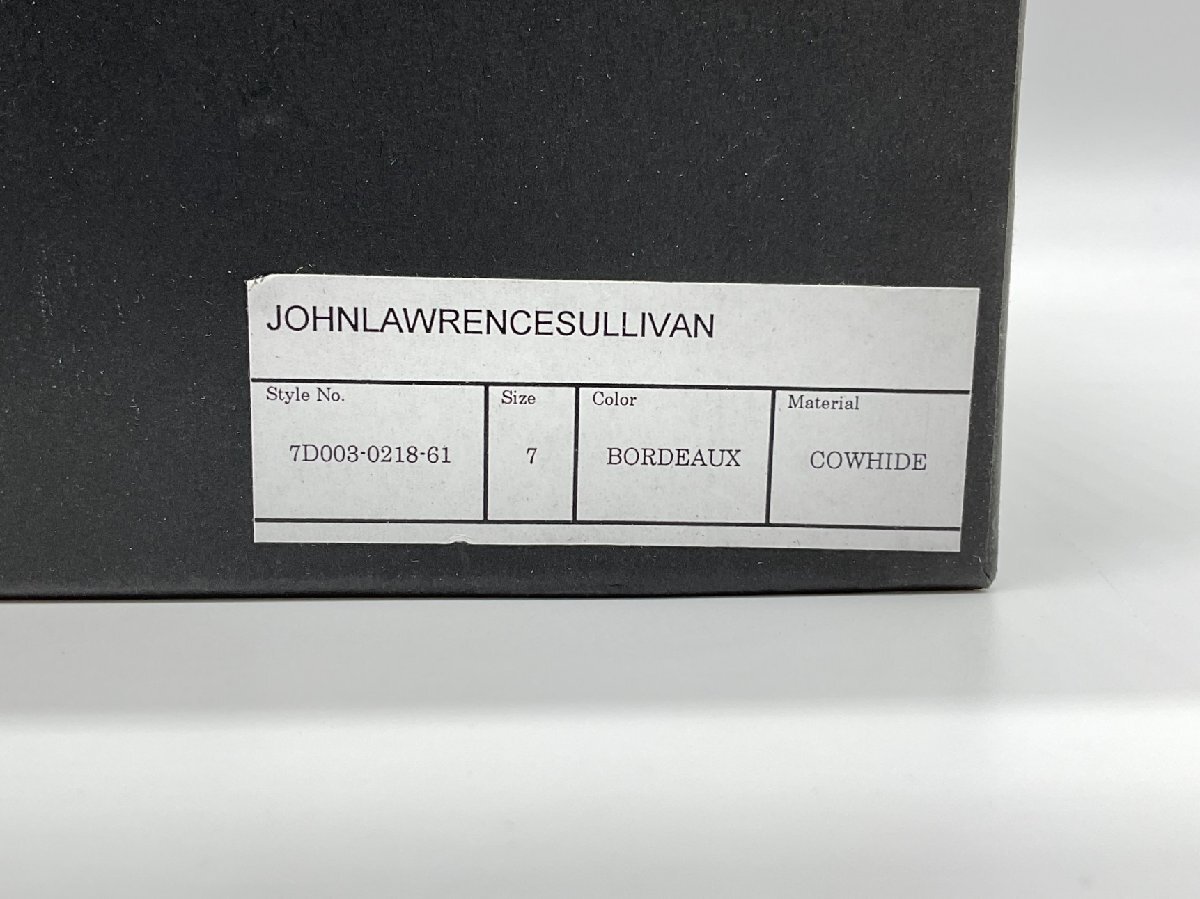 JOHNLAWRENCESULLIVAN
Style No. Size Color Material
7D003-0218-61 7 BORDEAUX COWHIDE